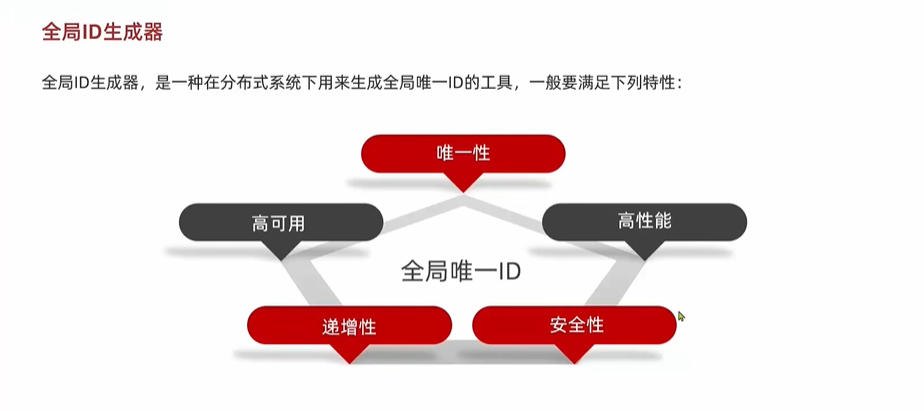 全局ID生成器
全局ID生成器，是一种在分布式系统下用来生成全局唯一ID的工具，一般要满足下列特性：
唯一性
高可用
高性能
全局唯一ID
递增性
安全性